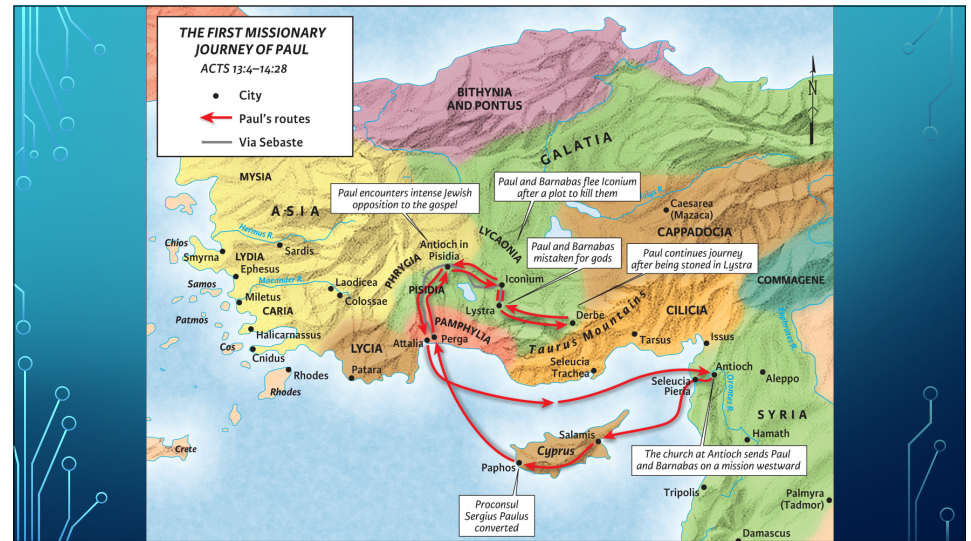 THE FIRST MISSIONARY
JOURNEY OF PAUL
ACTS 13:4–14:28
City
Paul's routes
Via Sebaste
N
BITHYNIA
AND PONTUS
GALATIA
MYSIA
ASIA
Paul encounters intense Jewish
opposition to the gospel
Paul and Barnabas flee Iconium
after a plot to kill them
Caesarea
(Mazaca)
CAPPADOCIA
LYCAONIA
Paul and Barnabas
mistaken for gods
Paul continues journey
after being stoned in Lystra
COMMAGENE
Hermus R.
Chios
Smyrna
LYDIA
Sardis
Ephesus
PHRYGIA
Antioch in
Pisidia
PISIDIA
Iconium
Samos
Maeander R.
Laodicea
Colossae
Miletus
CARIA
Lystra
Derbe
Taurus Mountains
CILICIA
Patmos
Halicarnassus
Cos
Cnidus
LYCIA
Attalia
PAMPHYLIA
Perga
Tarsus
Issus
Rhodes
Rhodes
Patara
Seleucia
Trachea
Seleucia
Pieria
Antioch
Orontes R.
Aleppo
SYRIA
Crete
Salamis
Cyprus
Paphos
Hamath
The church at Antioch sends Paul
and Barnabas on a mission westward
Proconsul
Sergius Paulus
converted
Tripolis
Palmyra
(Tadmor)
Damascus